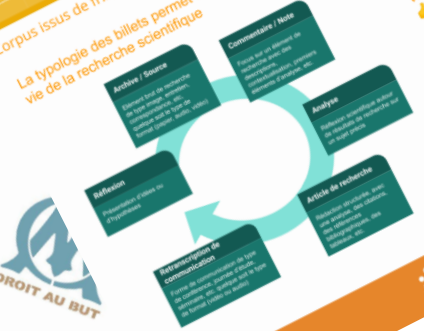 corpus issus de
La typologie des billets permet
vie de la recherche scientifique
Archive / Source
Elément brut de recherche
de type image, entretien,
correspondance, etc.
quelque soit le type de
format (papier, audio, vidéo)
Commentaire / Note
Focus sur un élément de
recherche avec des
descriptions,
contextualisation, premiers
éléments d'analyse, etc.
Analyse
Réflexion scientifique autour
de résultats de recherche sur
un sujet précis
Article de recherche
Rédaction structurée, avec
une analyse, des citations,
des références
bibliographiques, des
tableaux, etc.
Retranscription de
communication
Forme de communication de type
de conférence, journée d'étude,
séminaire, etc. quelque soit le type
de format (vidéo ou audio)
Réflexion
Présentation d'idées ou
d'hypothèses
DROIT AU BUT